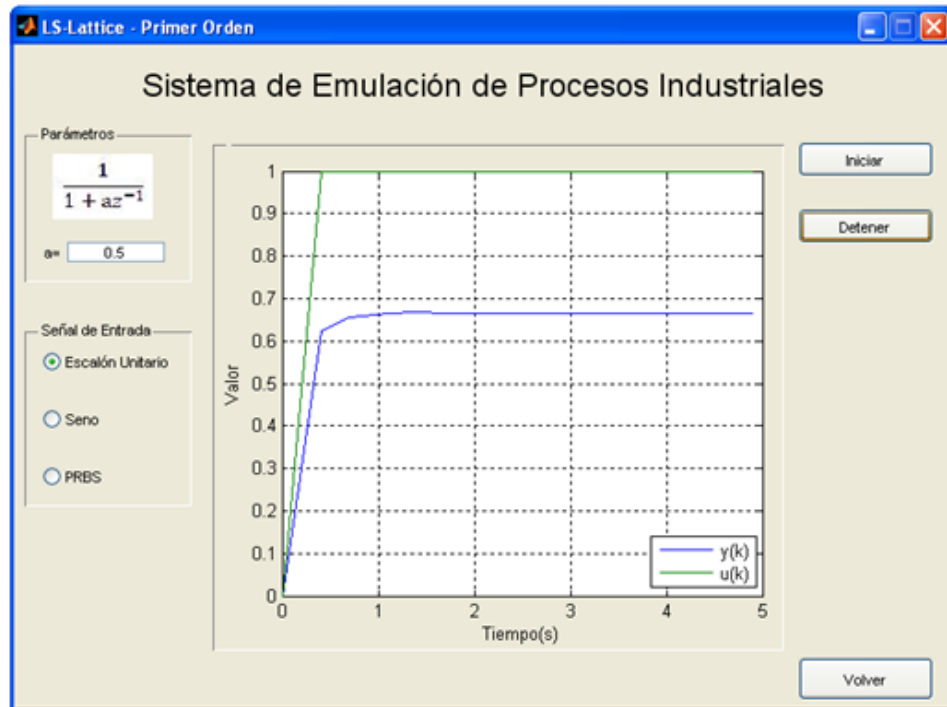 LS-Lattice - Primer Orden
Sistema de Emulación de Procesos Industriales
Parámetros
1
1 + az⁻¹
a= 0.5
Señal de Entrada
Escalón Unitario
Seno
PRBS
Valor
1
0.9
0.8
0.7
0.6
0.5
0.4
0.3
0.2
0.1
0
0 1 2 3 4 5
Tiempo(s)
y(k)
u(k)
Iniciar
Detener
Volver